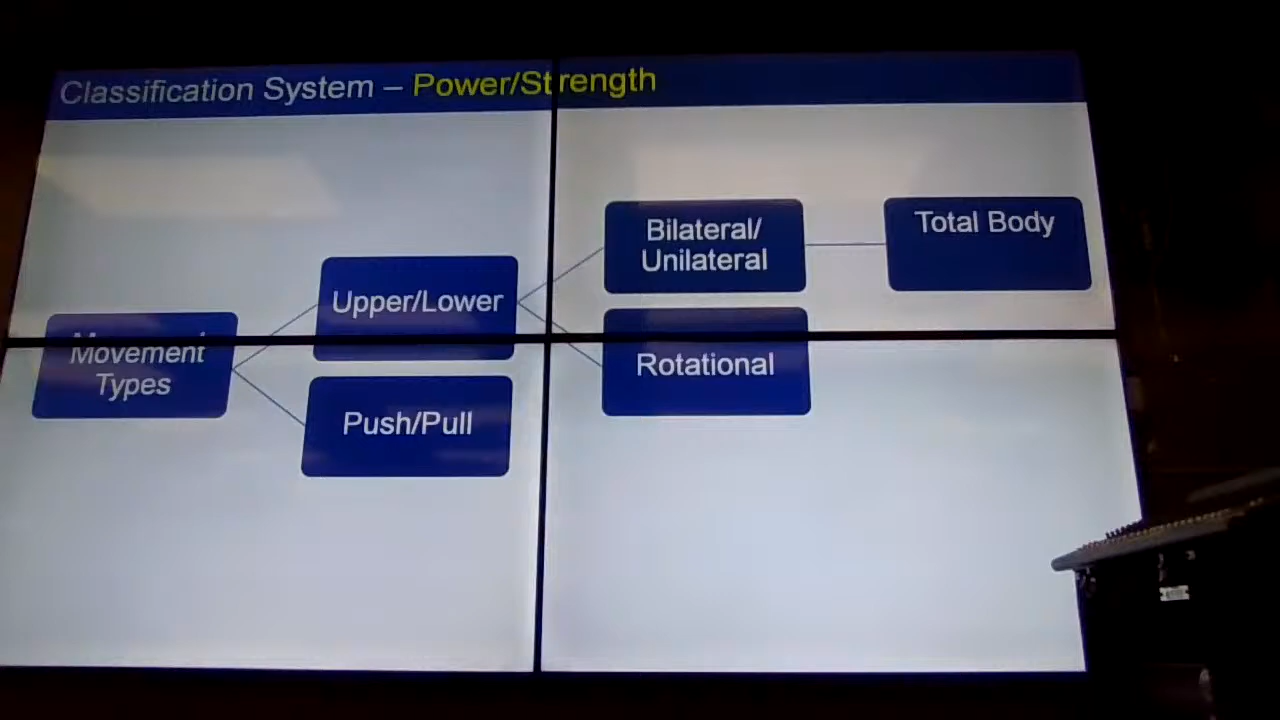 Classification System – Power/Strength
Movement
Types
Upper/Lower
Push/Pull
Bilateral/
Unilateral
Rotational
Total Body